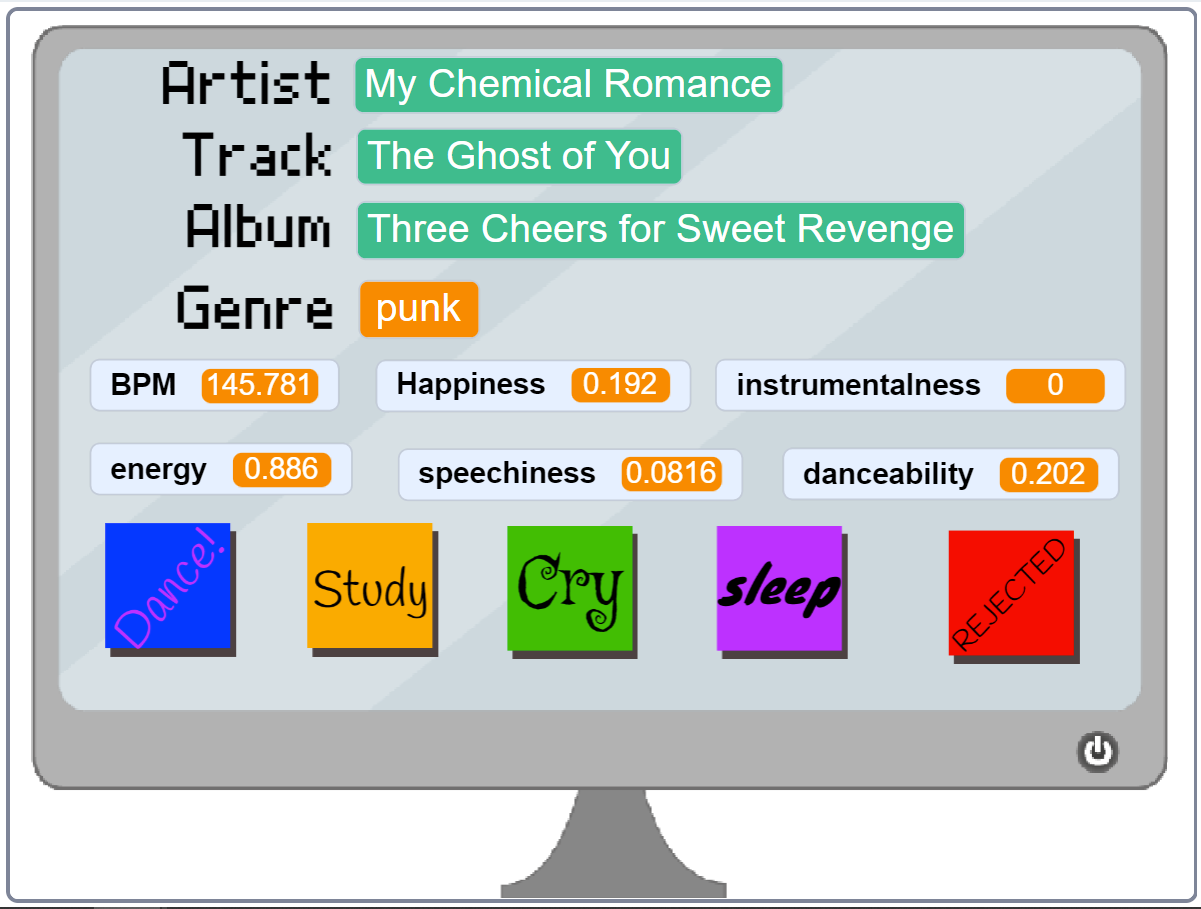 Artist My Chemical Romance
Track The Ghost of You
Album Three Cheers for Sweet Revenge
Genre punk
BPM 145.781 Happiness 0.192 instrumentalness 0
energy 0.886 speechiness 0.0816 danceability 0.202
Dance! Study Cry sleep REJECTED